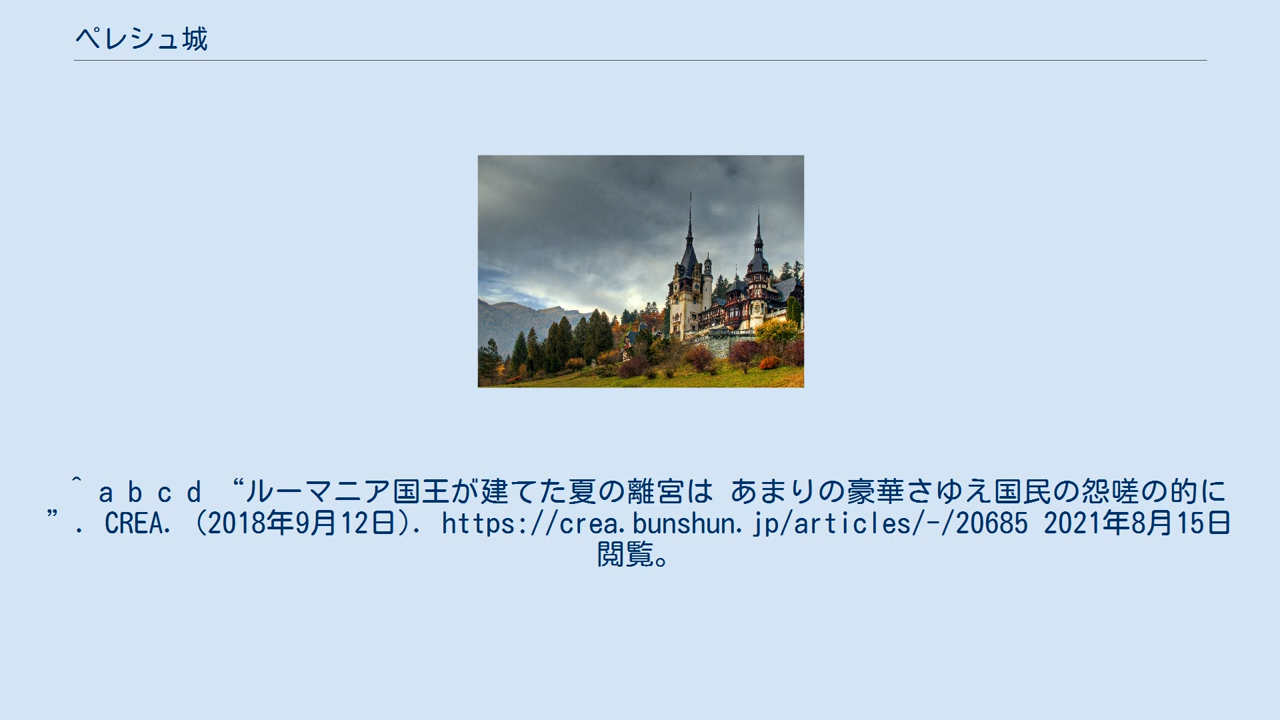 ペレシュ城
^ a b c d “ルーマニア国王が建てた夏の離宮は あまりの豪華さゆえ国民の怨嗟の的に
”. CREA. (2018年9月12日). https://crea.bunshun.jp/articles/-/20685 2021年8月15日
閲覧。